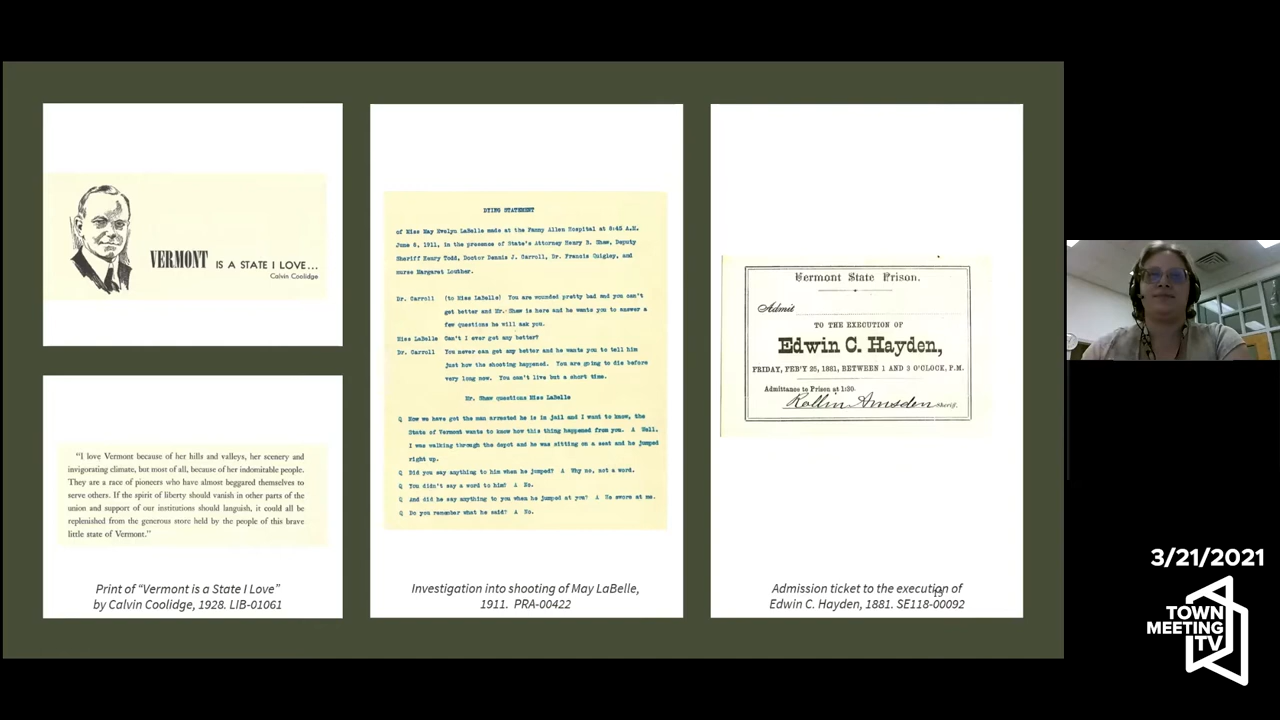 VERMONT IS A STATE I LOVE...
Calvin Coolidge
"I love Vermont because of her hills and valleys, her scenery and
invigorating climate, but most of all, because of her indomitable people.
They are a race of pioneers who have almost beggared themselves to
serve others. If the spirit of liberty should vanish in other parts of the
union and support of our institutions should languish, it could all be
replenished from the generous store held by the people of this brave
little state of Vermont."
Print of "Vermont is a State I Love"
by Calvin Coolidge, 1928. LIB-01061
DYING STATEMENT
of Miss May Evelyn LaBelle made at the Fanny Allen Hospital at 8:45 A.M.
June 6, 1911, in the presence of State's Attorney Henry B. Shaw, Deputy
Sheriff Henry Todd, Doctor Dennis J. Carroll, Dr. Francis Quigley, and
nurse Margaret Louther.
Dr. Carroll (to Miss LaBelle) You are wounded pretty bad and you can't
get better and Mr. Shaw is here and he wants you to answer a
few questions he will ask you.
Miss LaBelle Can't I ever get any better?
Dr. Carroll You never can get any better and he wants you to tell him
just how the shooting happened. You are going to die before
very long now. You can't live but a short time.
Mr. Shaw questions Miss LaBelle
Q Now we have got the man arrested he is in jail and I want to know, the
State of Vermont wants to know how this thing happened from you. A Well,
I was walking through the depot and he was sitting on a seat and he jumped
right up.
Q Did you say anything to him when he jumped? A Why no, not a word.
Q You didn't say a word to him? A No.
Q And did he say anything to you when he jumped at you? A He swore at me.
Q Do you remember what he said? A No.
Investigation into shooting of May LaBelle,
1911. PRA-00422
Vermont State Prison.
Admit
TO THE EXECUTION OF
Edwin C. Hayden,
FRIDAY, FEB'Y 25, 1881, BETWEEN 1 AND 3 O'CLOCK, P.M.
Admittance to Prison at 1:30.
Rollin Amsden Sheriff.
Admission ticket to the execution of
Edwin C. Hayden, 1881. SE118-00092
3/21/2021
TOWN
MEETING
TV